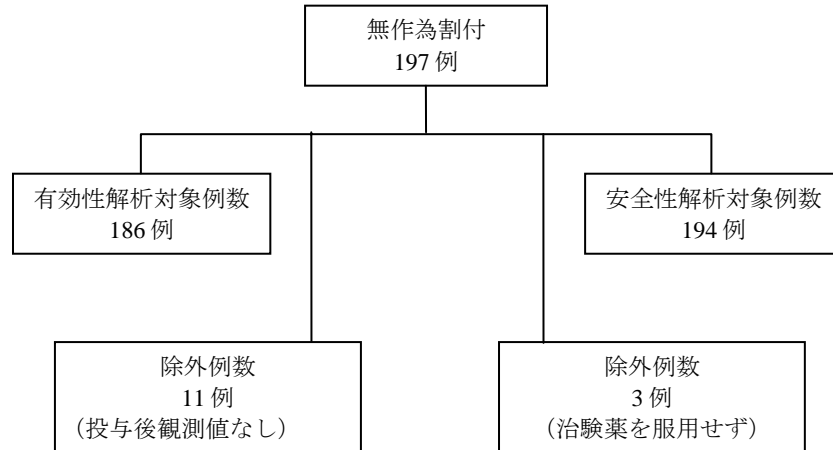 無作為割付
197 例
有効性解析対象例数
186 例
安全性解析対象例数
194 例
除外例数
11 例
（投与後観測値なし）
除外例数
3 例
（治験薬を服用せず）